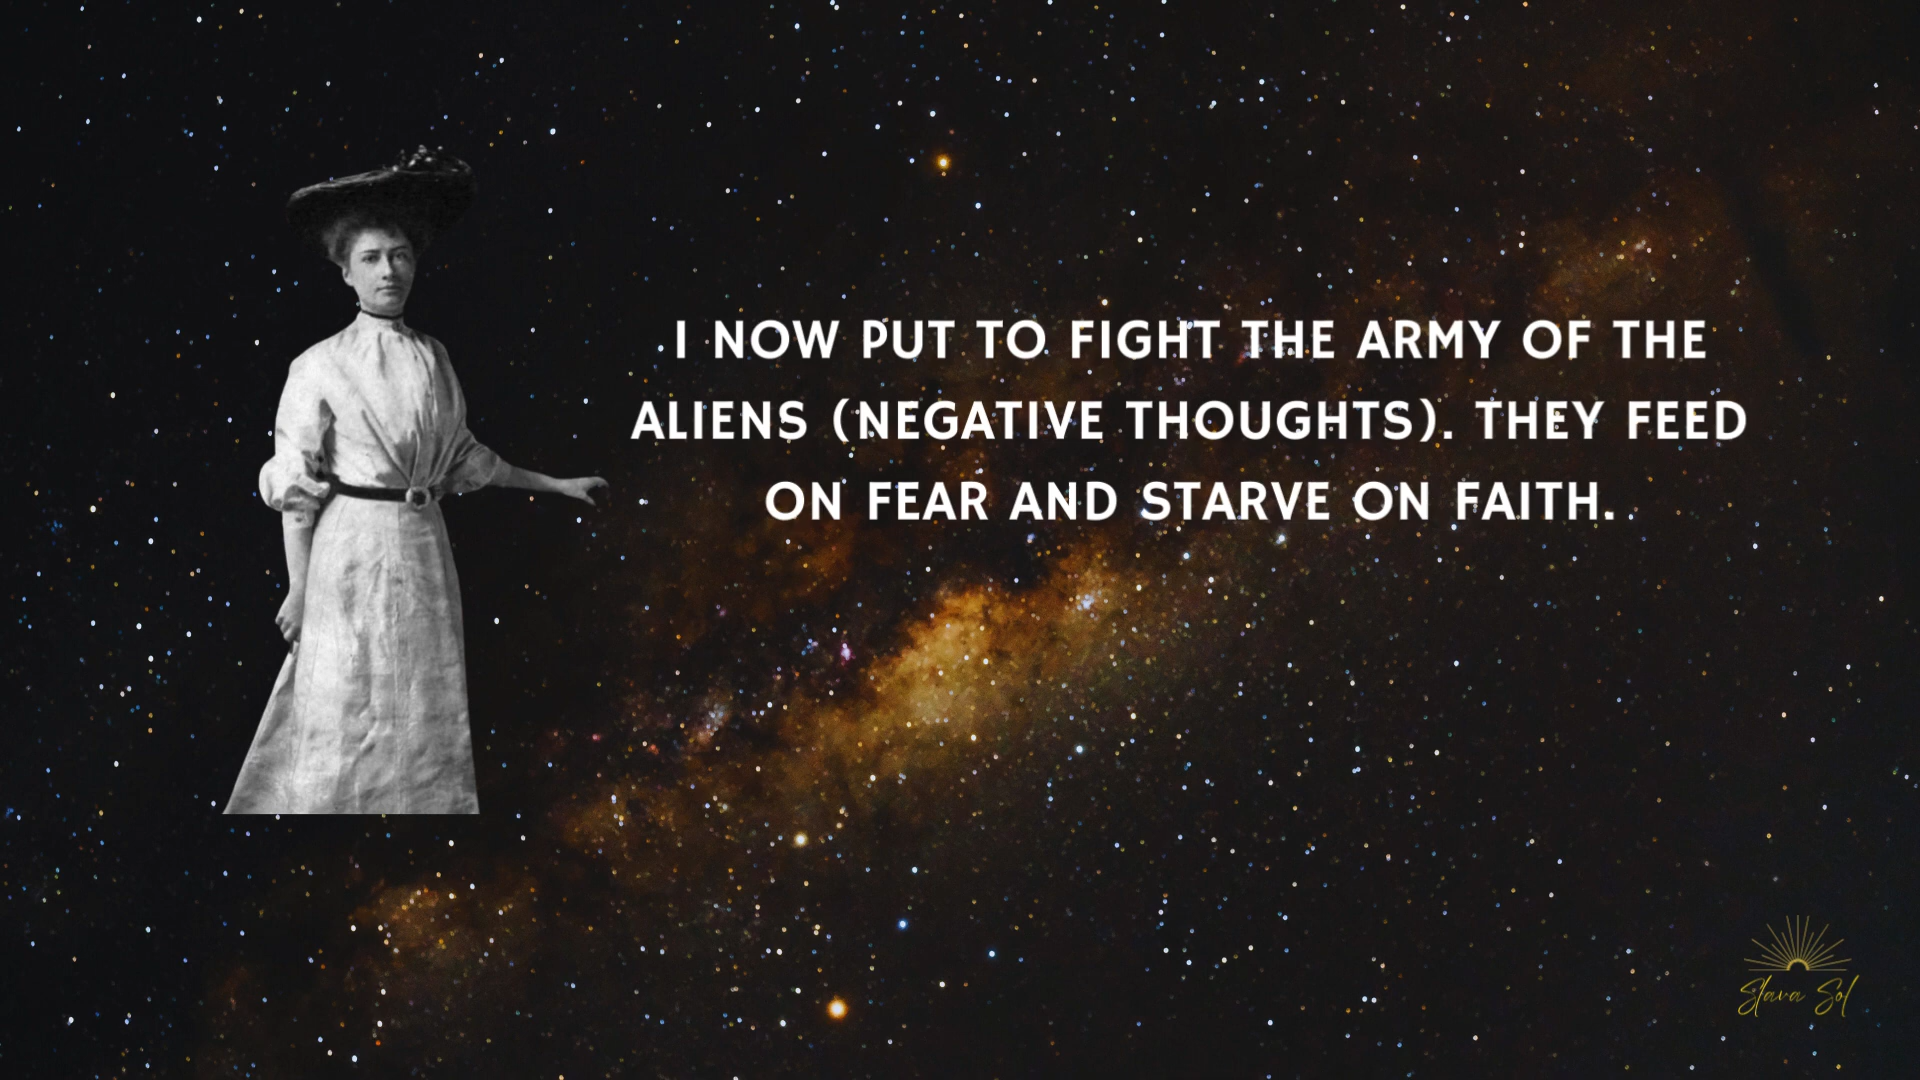 I NOW PUT TO FIGHT THE ARMY OF THE
ALIENS (NEGATIVE THOUGHTS). THEY FEED
ON FEAR AND STARVE ON FAITH.
Slava Sol